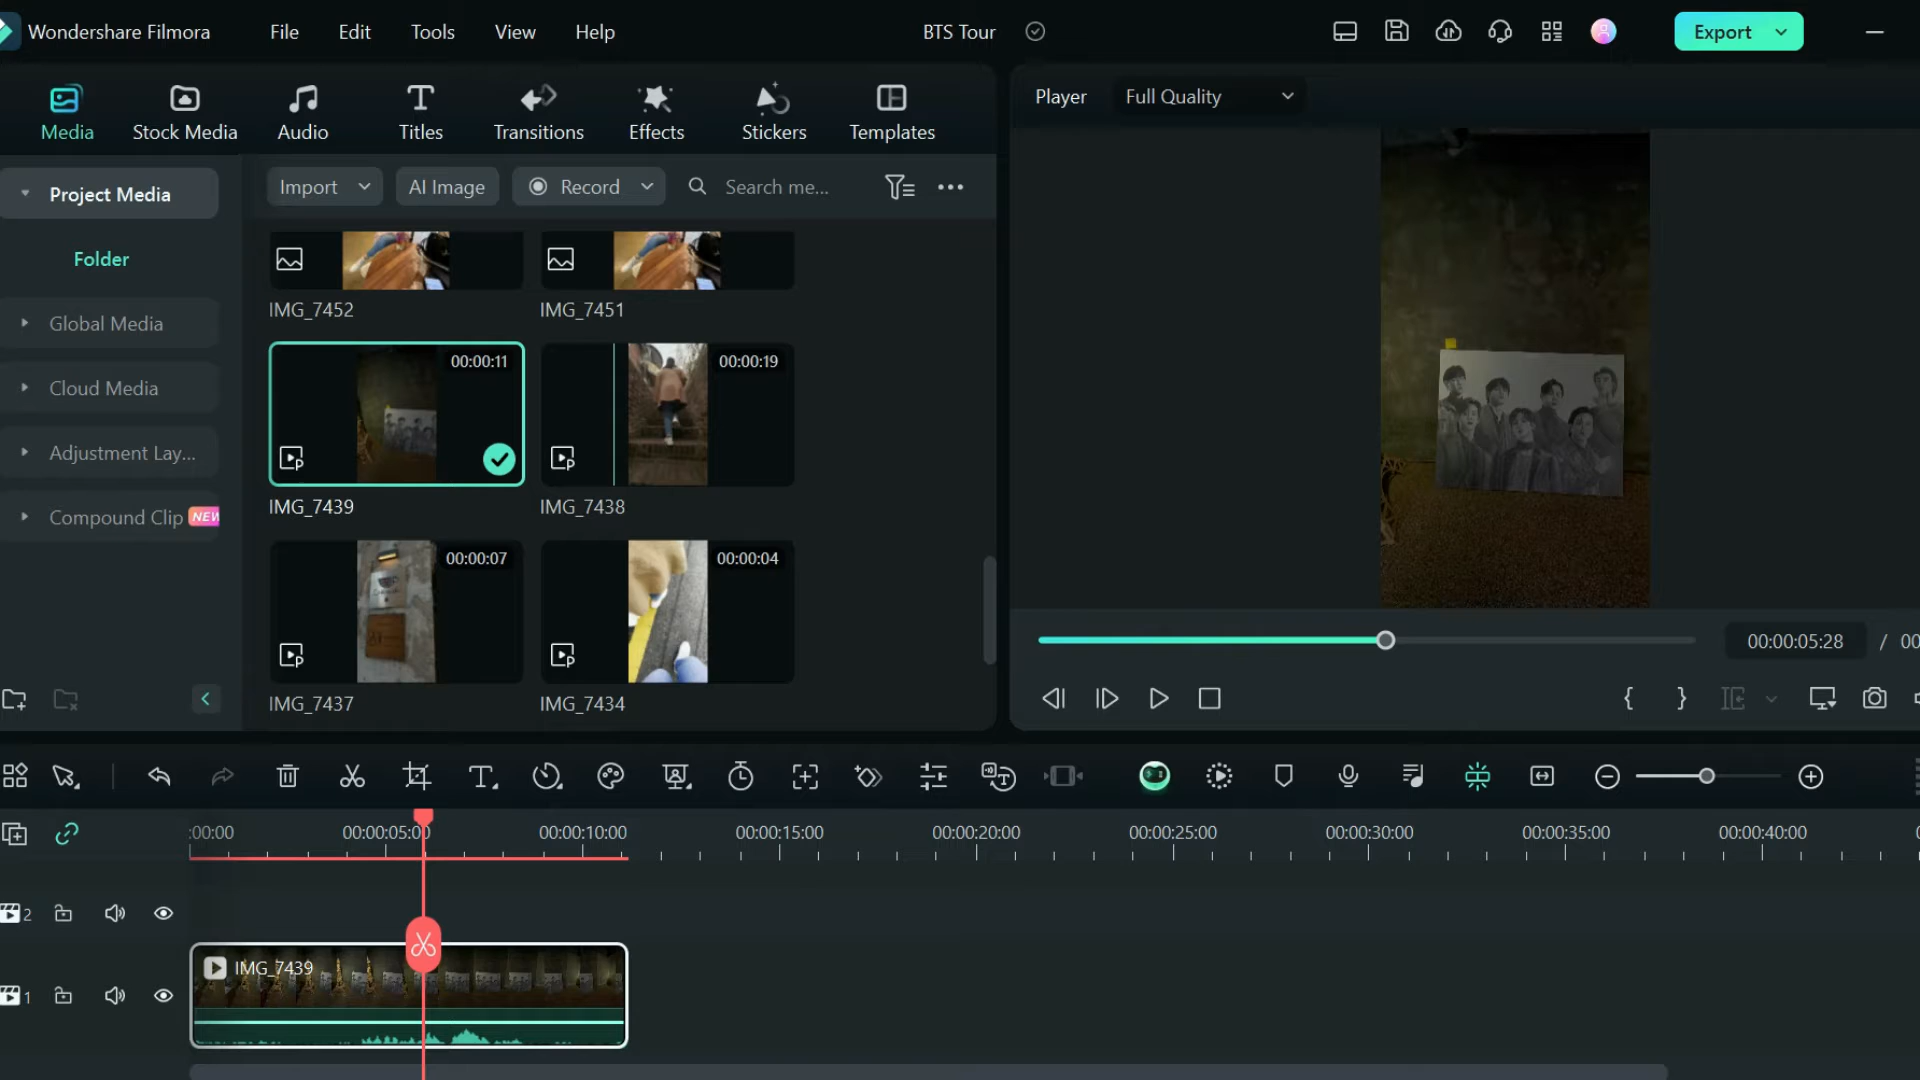 Wondershare Filmora File Edit Tools View Help BTS Tour Export
Media Stock Media Audio Titles Transitions Effects Stickers Templates
Player Full Quality
Project Media
Folder
Global Media
Cloud Media
Adjustment Lay...
Compound Clip NEW
Import AI Image Record Search me...
IMG_7452 IMG_7451
00:00:11 00:00:19
IMG_7439 IMG_7438
00:00:07 00:00:04
IMG_7437 IMG_7434
00:00:05:28 / 00
:00:00 00:00:05:00 00:00:10:00 00:00:15:00 00:00:20:00 00:00:25:00 00:00:30:00 00:00:35:00 00:00:40:00
2
IMG_7439
1